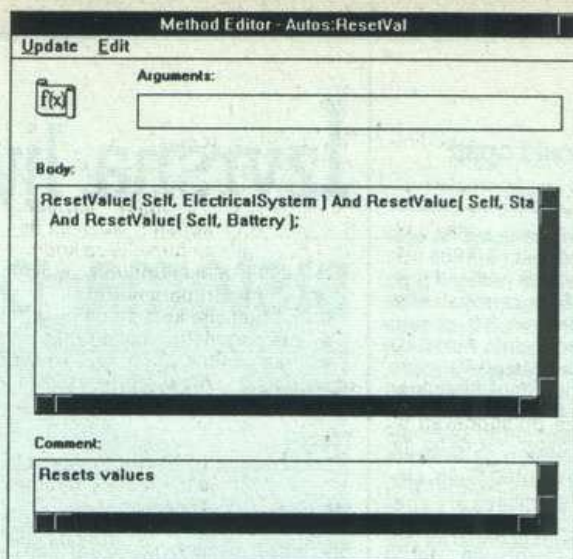 Method Editor - Autos:ResetVal
Update Edit
Arguments:
f(x)
Body:
ResetValue( Self, ElectricalSystem ) And ResetValue( Self, Sta
And ResetValue( Self, Battery );
Comment:
Resets values